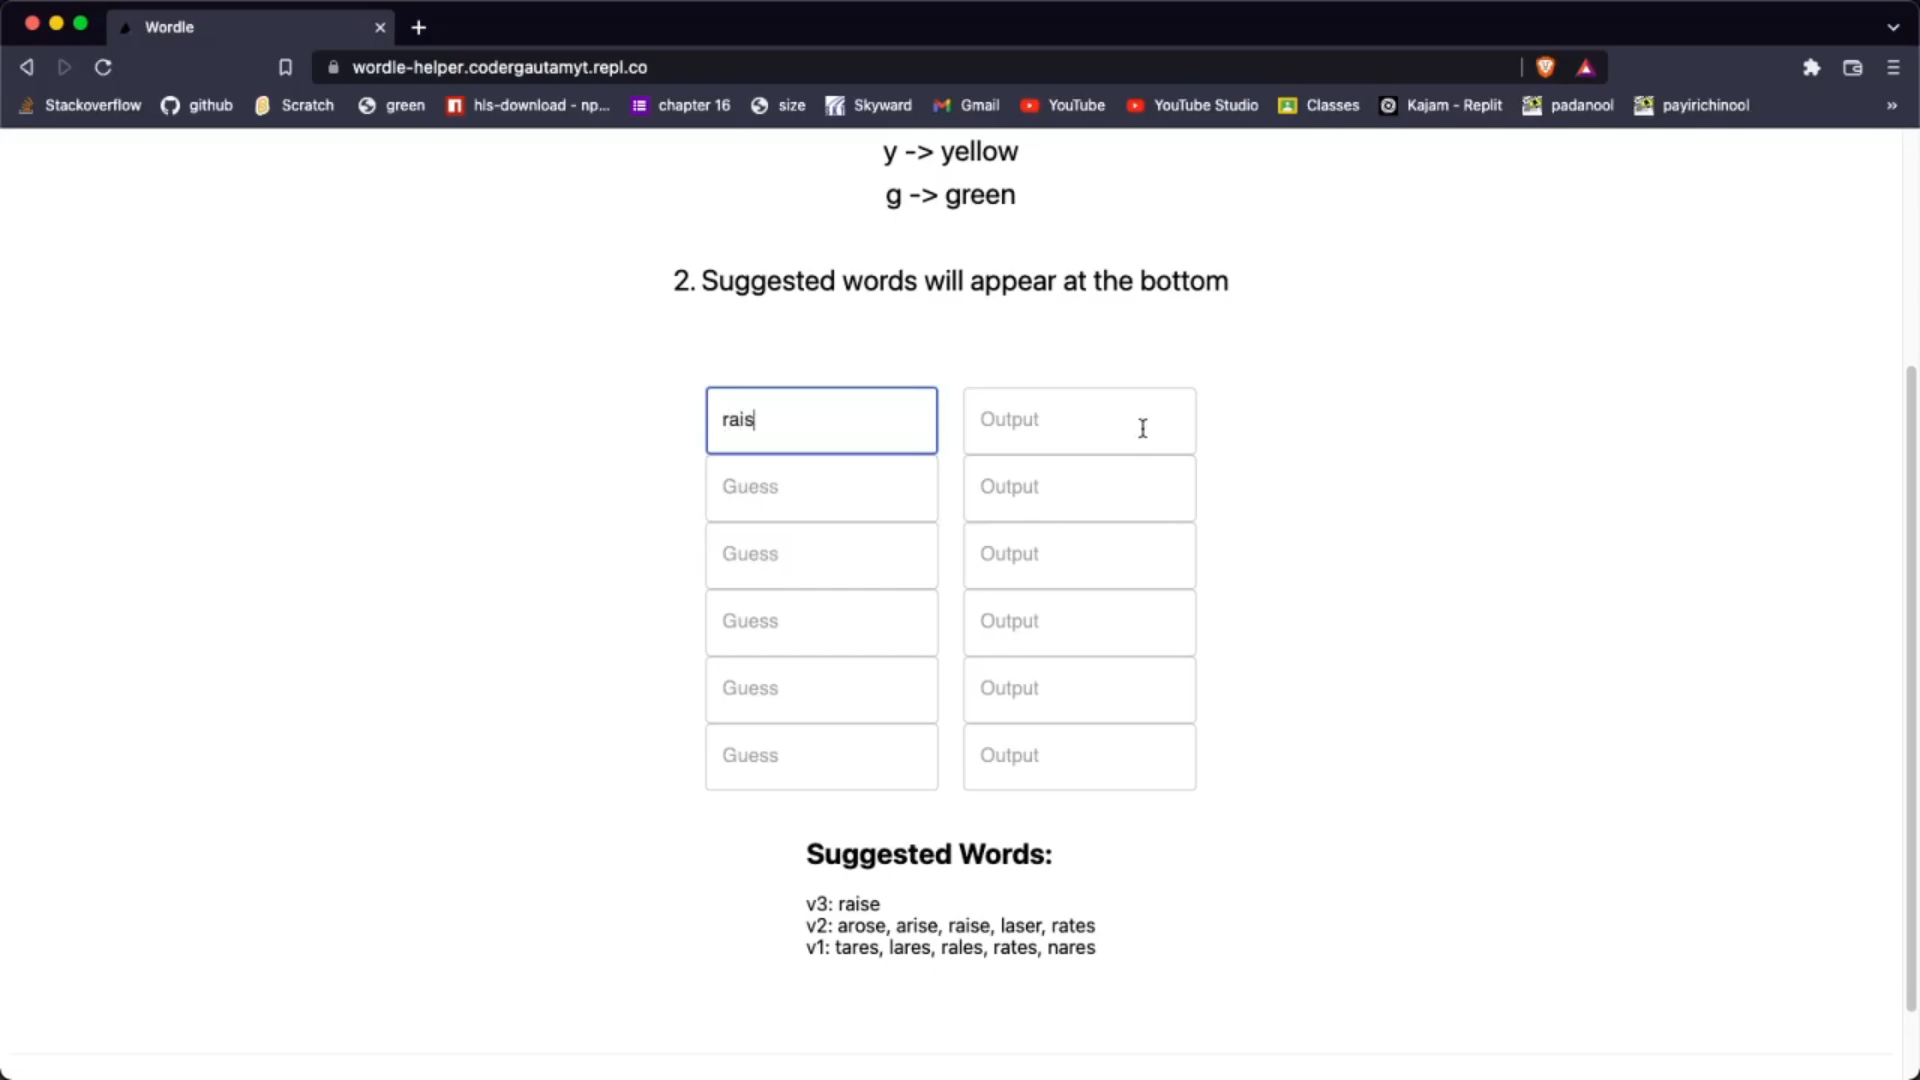 Wordle
wordle-helper.codergautamyt.repl.co
Stackoverflow github Scratch green hls-download - np... chapter 16 size Skyward Gmail YouTube YouTube Studio Classes Kajam - Replit padanool payirichinool »
y -> yellow
g -> green
2. Suggested words will appear at the bottom
rais Output
Guess Output
Guess Output
Guess Output
Guess Output
Guess Output
Suggested Words:
v3: raise
v2: arose, arise, raise, laser, rates
v1: tares, lares, rales, rates, nares